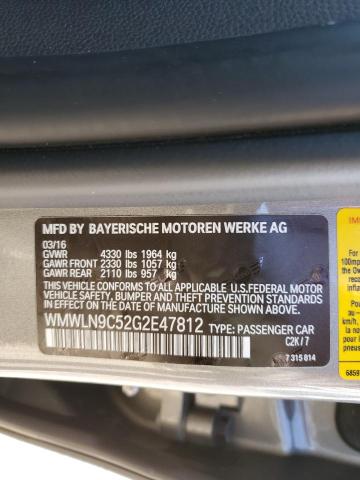 MFD BY BAYERISCHE MOTOREN WERKE AG
03/16
GVWR 4330 lbs 1964 kg
GAWR FRONT 2330 lbs 1057 kg
GAWR REAR 2110 lbs 957 kg
THIS VEHICLE CONFORMS TO ALL APPLICABLE U.S.FEDERAL MOTOR
VEHICLE SAFETY, BUMPER AND THEFT PREVENTION STANDARDS
IN EFFECT ON THE DATE OF MANUFACTURE SHOWN ABOVE.
WMWLN9C52G2E47812 TYPE: PASSENGER CAR
C2K/7
7 315 814